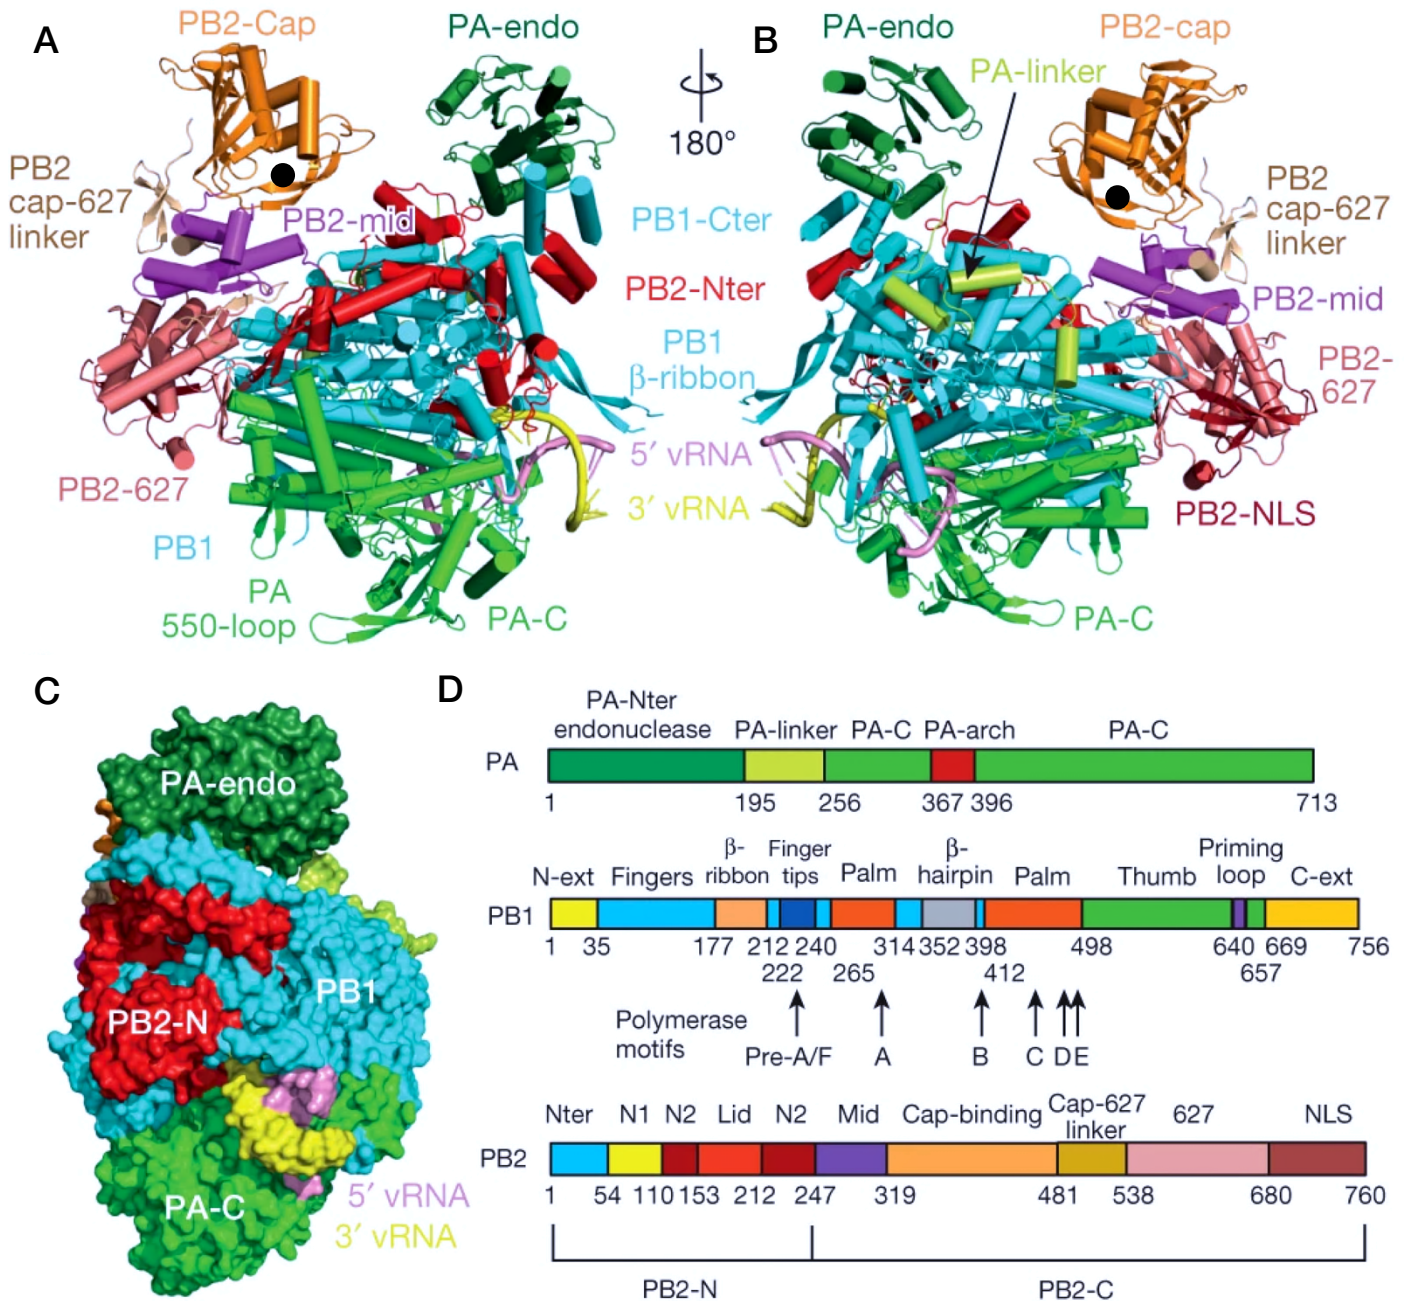 A
PB2-Cap
PA-endo
PB2
cap-627
linker
PB2-mid
180°
PB1-Cter
PB2-Nter
PB1
β-ribbon
5′ vRNA
3′ vRNA
PB2-627
PB1
PA
550-loop
PA-C
B
PA-endo
PA-linker
PB2-cap
PB2
cap-627
linker
PB2-mid
PB2-
627
PB2-NLS
PA-C
C
PA-endo
PB1
PB2-N
PA-C
5′ vRNA
3′ vRNA
D
PA-Nter
endonuclease
PA-linker
PA-C
PA-arch
PA-C
PA
1 195 256 367 396 713
N-ext
Fingers
β-
ribbon
Finger
tips
Palm
β-
hairpin
Palm
Thumb
Priming
loop
C-ext
PB1
1 35 177 212 240 314 352 398 498 640 669 756
222 265 412 657
Polymerase
motifs
Pre-A/F A B C D E
Nter N1 N2 Lid N2 Mid Cap-binding
Cap-627
linker
627 NLS
PB2
1 54 110 153 212 247 319 481 538 680 760
PB2-N PB2-C